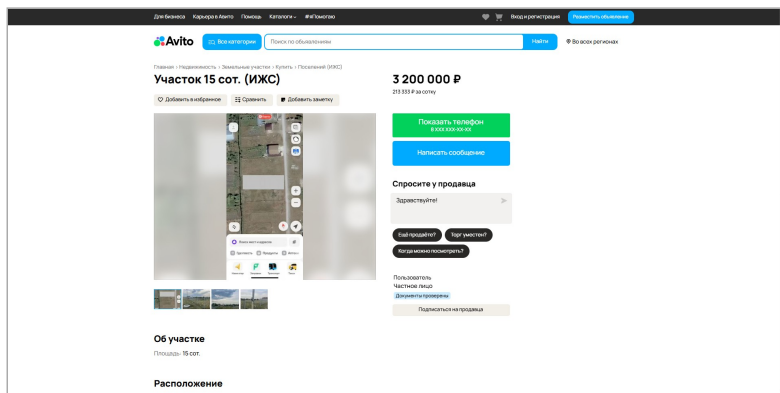 Для бизнеса Карьера в Авито Помощь Каталоги #яПомогаю Вход и регистрация Разместить объявление
Avito Все категории Поиск по объявлениям Найти Во всех регионах
Главная › Недвижимость › Земельные участки › Купить › Поселений (ИЖС)
Участок 15 сот. (ИЖС)
3 200 000 ₽
213 333 ₽ за сотку
Добавить в избранное Сравнить Добавить заметку
Показать телефон
8 XXX XXX-XX-XX
Написать сообщение
Спросите у продавца
Здравствуйте!
Ещё продаёте? Торг уместен?
Когда можно посмотреть?
Пользователь
Частное лицо
Документы проверены
Подписаться на продавца
Об участке
Площадь: 15 сот.
Расположение